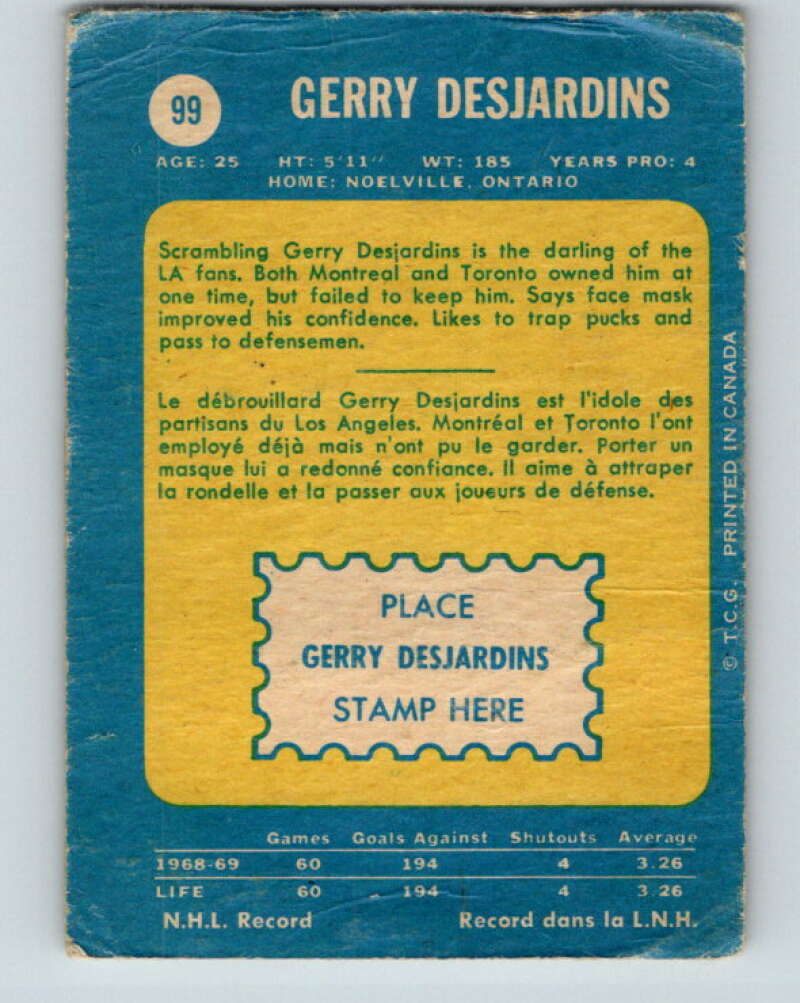 99
GERRY DESJARDINS
AGE: 25 HT: 5'11" WT: 185 YEARS PRO: 4
HOME: NOELVILLE, ONTARIO
Scrambling Gerry Desjardins is the darling of the
LA fans. Both Montreal and Toronto owned him at
one time, but failed to keep him. Says face mask
improved his confidence. Likes to trap pucks and
pass to defensemen.
Le débrouillard Gerry Desjardins est l'idole des
partisans du Los Angeles. Montréal et Toronto l'ont
employé déjà mais n'ont pu le garder. Porter un
masque lui a redonné confiance. Il aime à attraper
la rondelle et la passer aux joueurs de défense.
PLACE
GERRY DESJARDINS
STAMP HERE
© T.C.G. PRINTED IN CANADA
Games Goals Against Shutouts Average
1968-69 60 194 4 3.26
LIFE 60 194 4 3.26
N.H.L. Record Record dans la L.N.H.